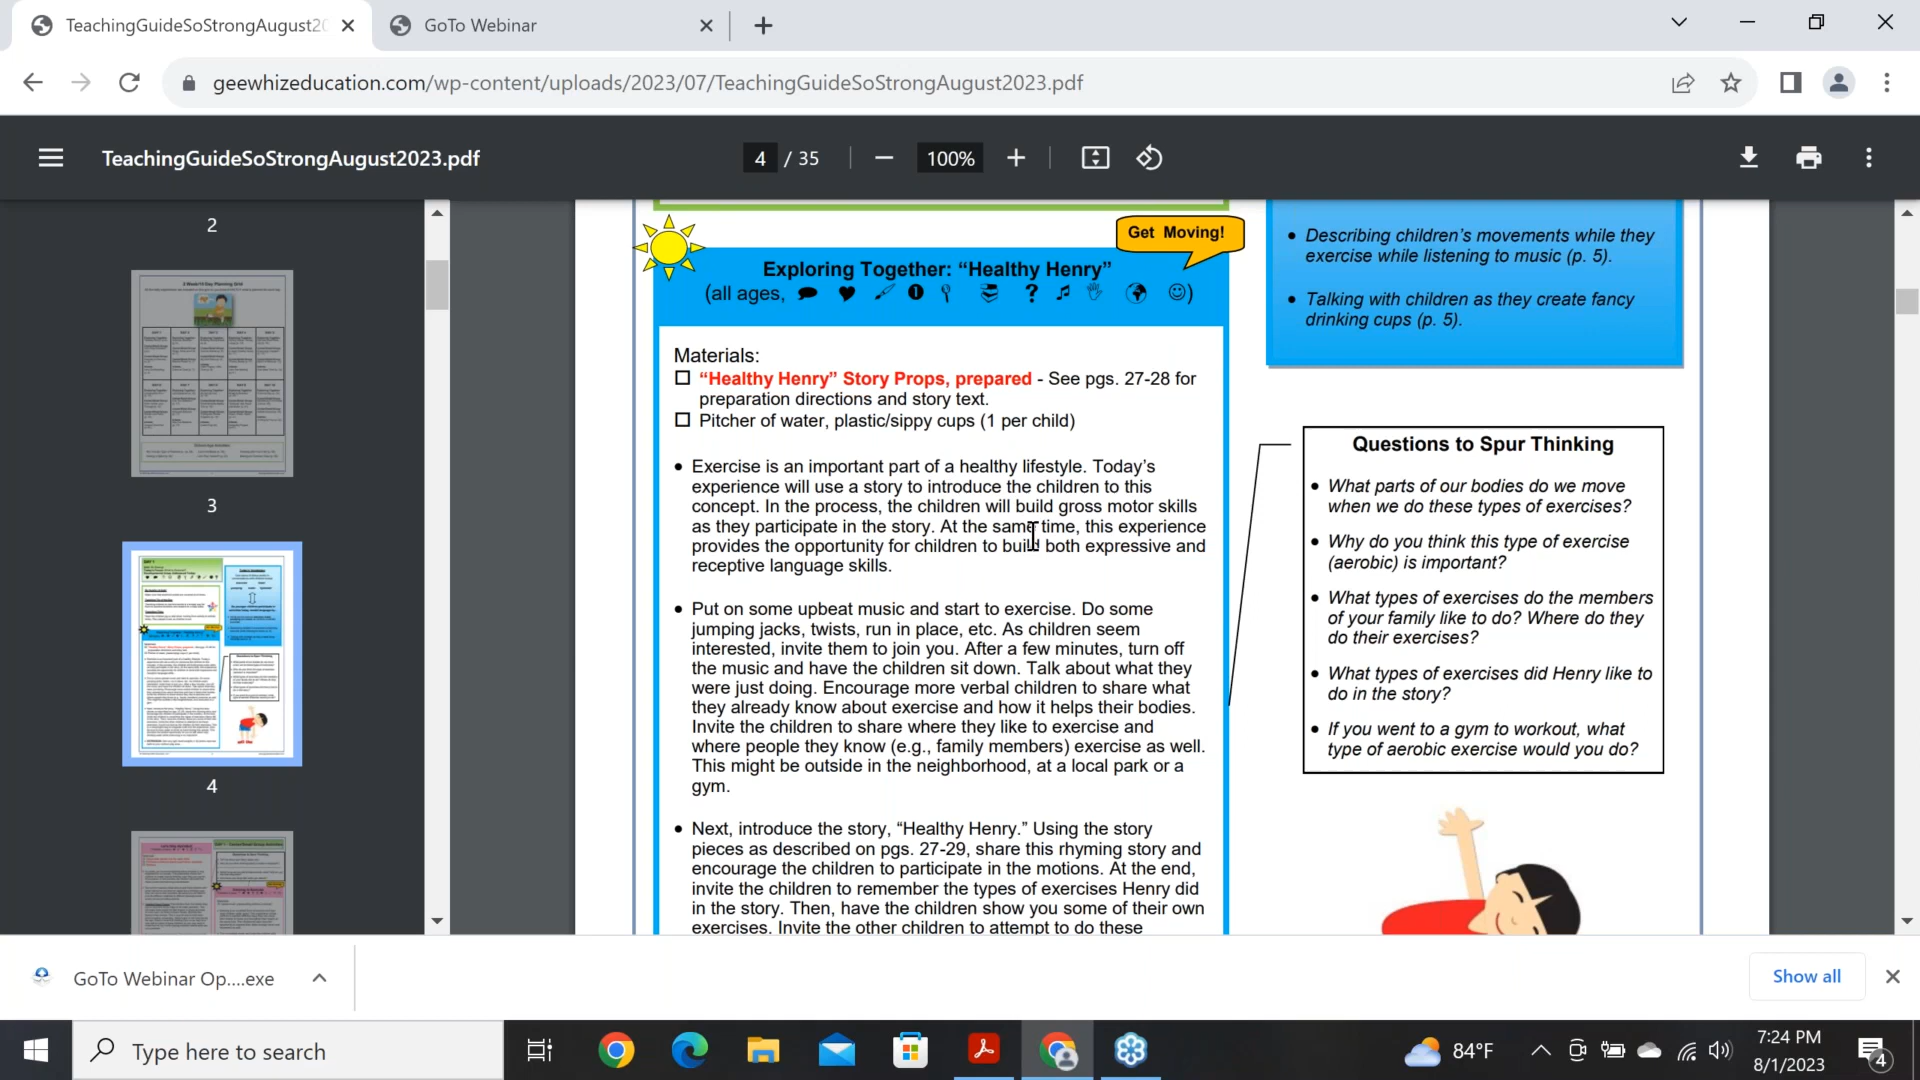 TeachingGuideSoStrongAugust20
GoTo Webinar
geewhizeducation.com/wp-content/uploads/2023/07/TeachingGuideSoStrongAugust2023.pdf
TeachingGuideSoStrongAugust2023.pdf
4 / 35
100%
2
3
4
Get Moving!
Exploring Together: “Healthy Henry”
(all ages, )
Materials:
“Healthy Henry” Story Props, prepared - See pgs. 27-28 for
preparation directions and story text.
Pitcher of water, plastic/sippy cups (1 per child)
• Exercise is an important part of a healthy lifestyle. Today’s
experience will use a story to introduce the children to this
concept. In the process, the children will build gross motor skills
as they participate in the story. At the same time, this experience
provides the opportunity for children to build both expressive and
receptive language skills.
• Put on some upbeat music and start to exercise. Do some
jumping jacks, twists, run in place, etc. As children seem
interested, invite them to join you. After a few minutes, turn off
the music and have the children sit down. Talk about what they
were just doing. Encourage more verbal children to share what
they already know about exercise and how it helps their bodies.
Invite the children to share where they like to exercise and
where people they know (e.g., family members) exercise as well.
This might be outside in the neighborhood, at a local park or a
gym.
• Next, introduce the story, “Healthy Henry.” Using the story
pieces as described on pgs. 27-29, share this rhyming story and
encourage the children to participate in the motions. At the end,
invite the children to remember the types of exercises Henry did
in the story. Then, have the children show you some of their own
exercises. Invite the other children to attempt to do these
• Describing children’s movements while they
exercise while listening to music (p. 5).
• Talking with children as they create fancy
drinking cups (p. 5).
Questions to Spur Thinking
• What parts of our bodies do we move
when we do these types of exercises?
• Why do you think this type of exercise
(aerobic) is important?
• What types of exercises do the members
of your family like to do? Where do they
do their exercises?
• What types of exercises did Henry like to
do in the story?
• If you went to a gym to workout, what
type of aerobic exercise would you do?
GoTo Webinar Op....exe
Show all
Type here to search
84°F
7:24 PM
8/1/2023
4